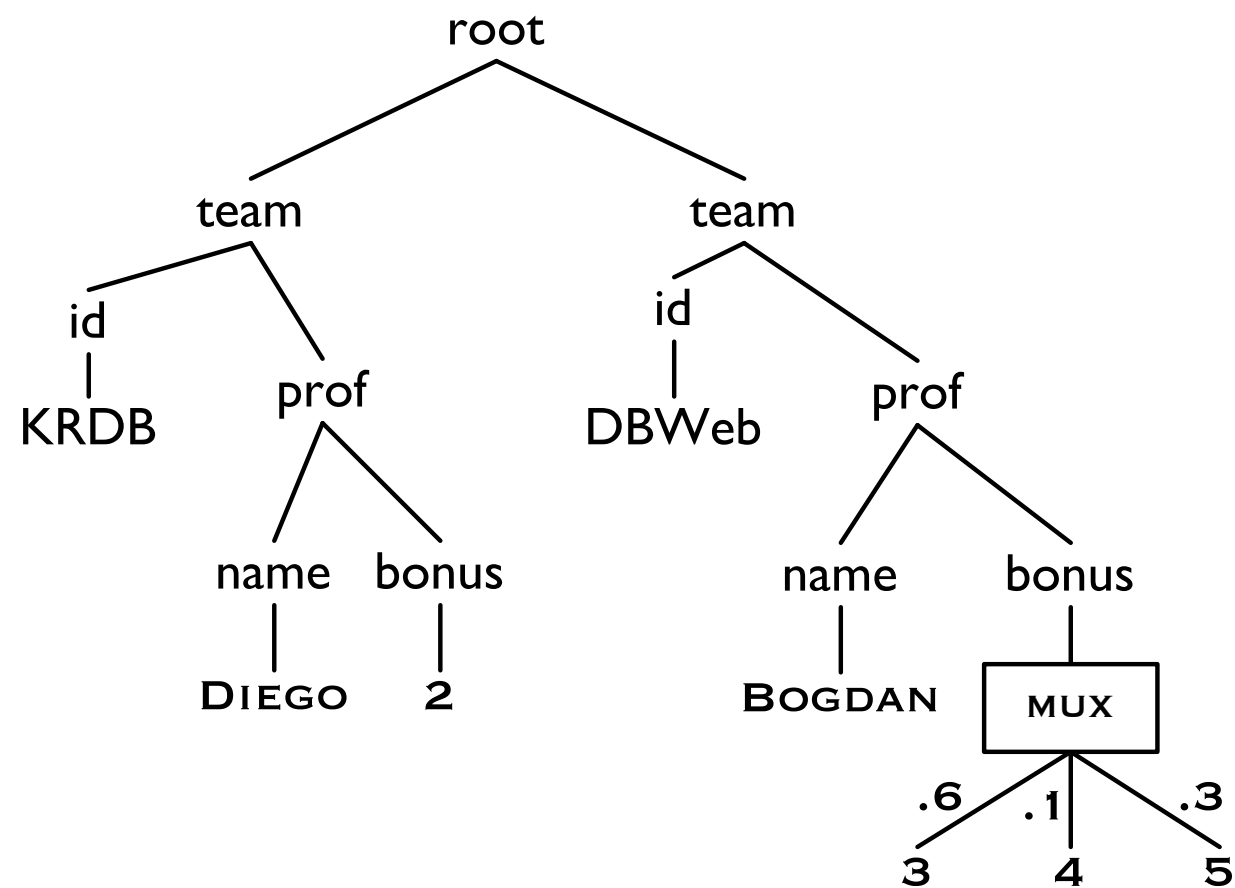 root
team team
id id
KRDB prof DBWeb prof
name bonus name bonus
DIEGO 2 BOGDAN MUX
.6 .1 .3
3 4 5